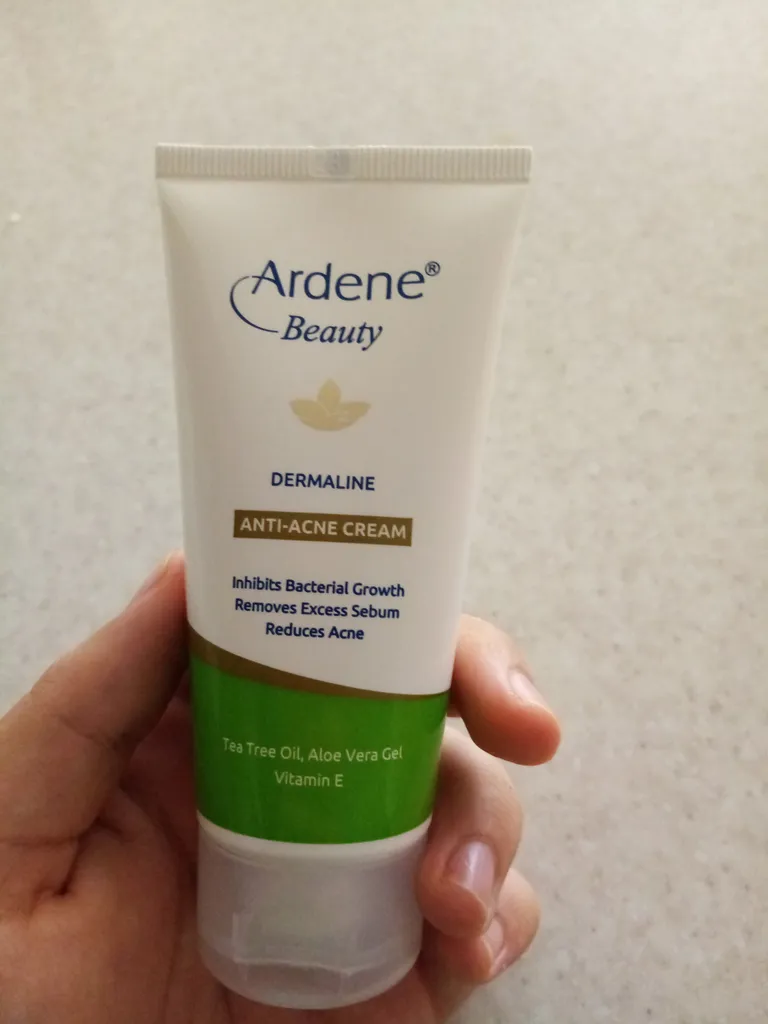 Ardene®
Beauty
DERMALINE
ANTI-ACNE CREAM
Inhibits Bacterial Growth
Removes Excess Sebum
Reduces Acne
Tea Tree Oil, Aloe Vera Gel
Vitamin E